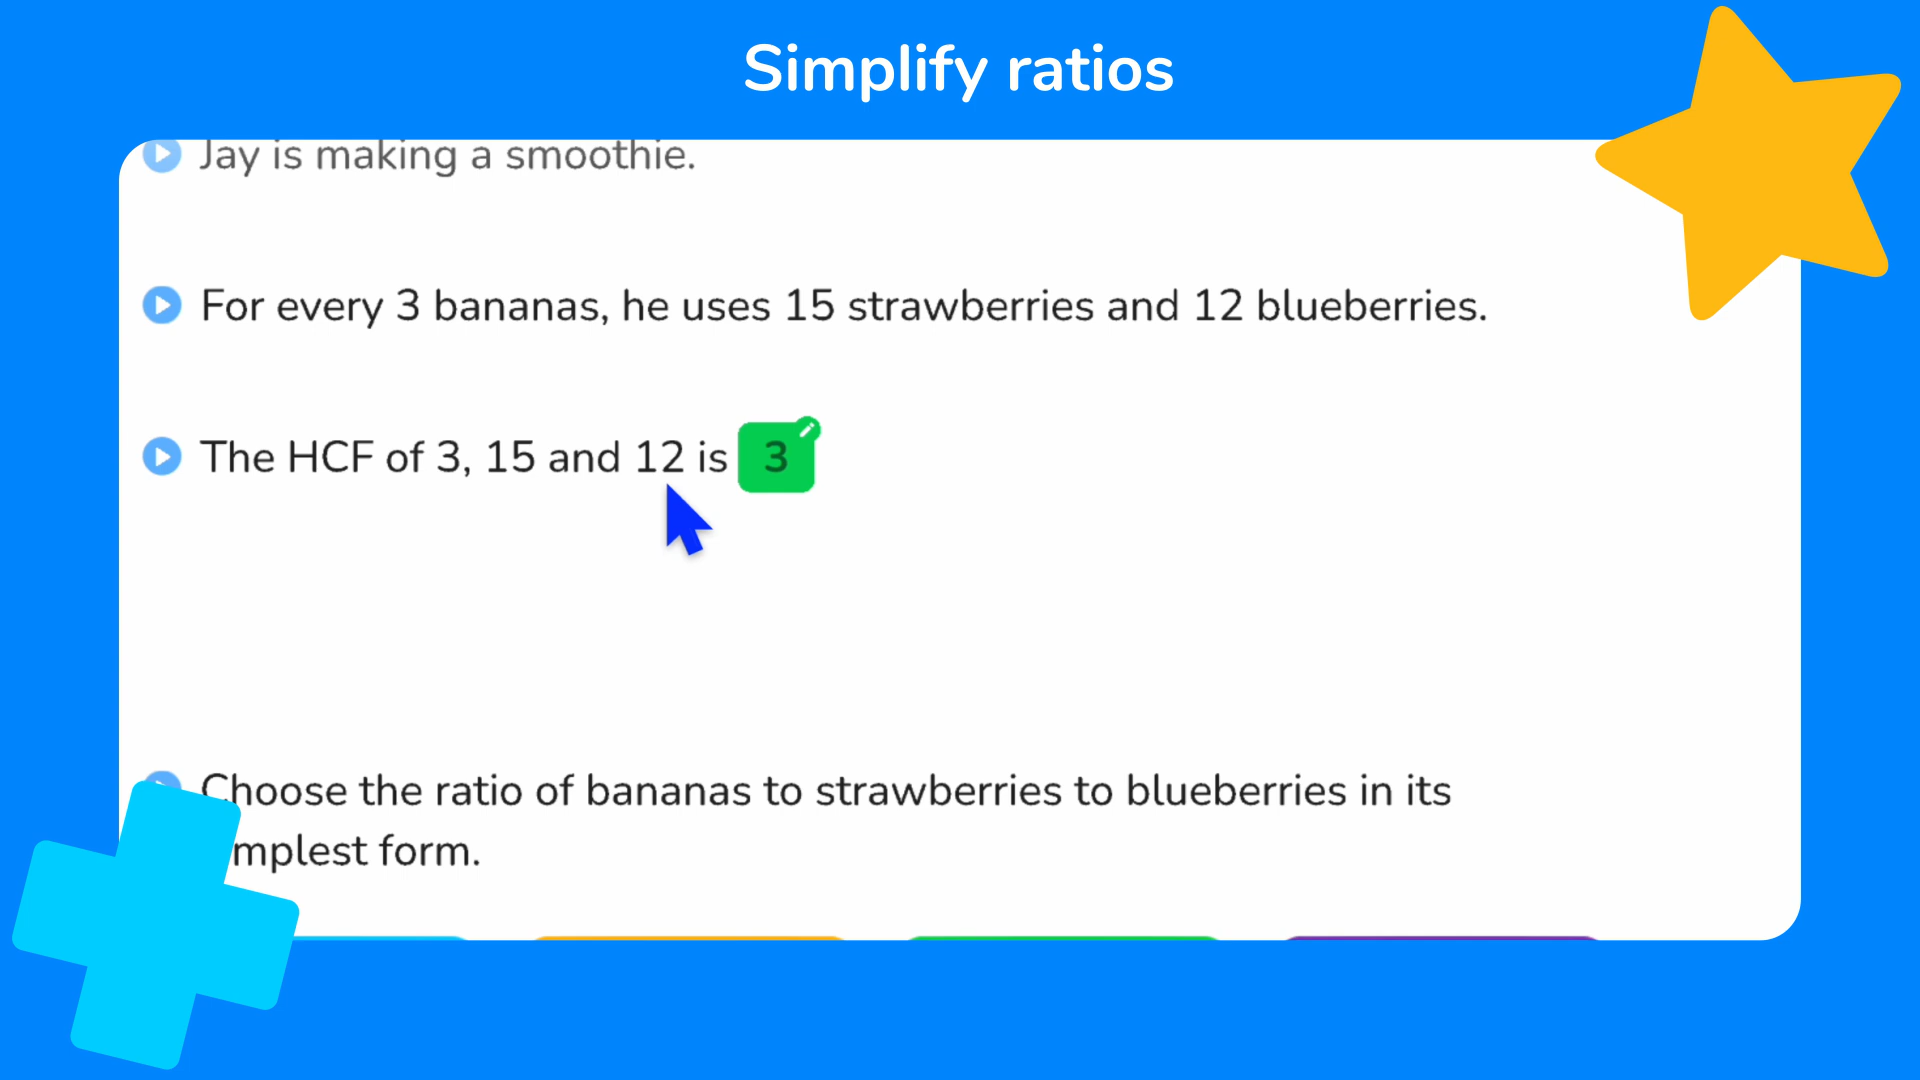 Simplify ratios
Jay is making a smoothie.
For every 3 bananas, he uses 15 strawberries and 12 blueberries.
The HCF of 3, 15 and 12 is 3
Choose the ratio of bananas to strawberries to blueberries in its
mplest form.